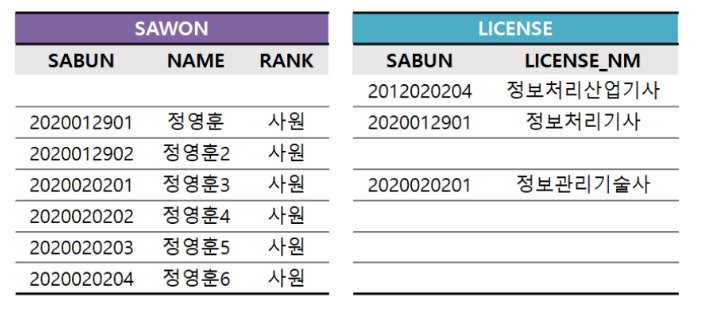 SAWON LICENSE
SABUN NAME RANK SABUN LICENSE_NM
2012020204 정보처리산업기사
2020012901 정영훈 사원 2020012901 정보처리기사
2020012902 정영훈2 사원
2020020201 정영훈3 사원 2020020201 정보관리기술사
2020020202 정영훈4 사원
2020020203 정영훈5 사원
2020020204 정영훈6 사원